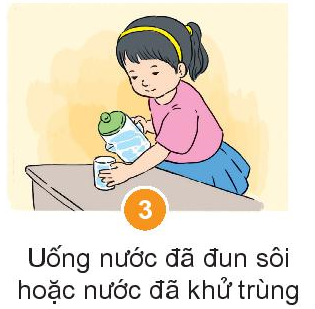 3
Uống nước đã đun sôi
hoặc nước đã khử trùng